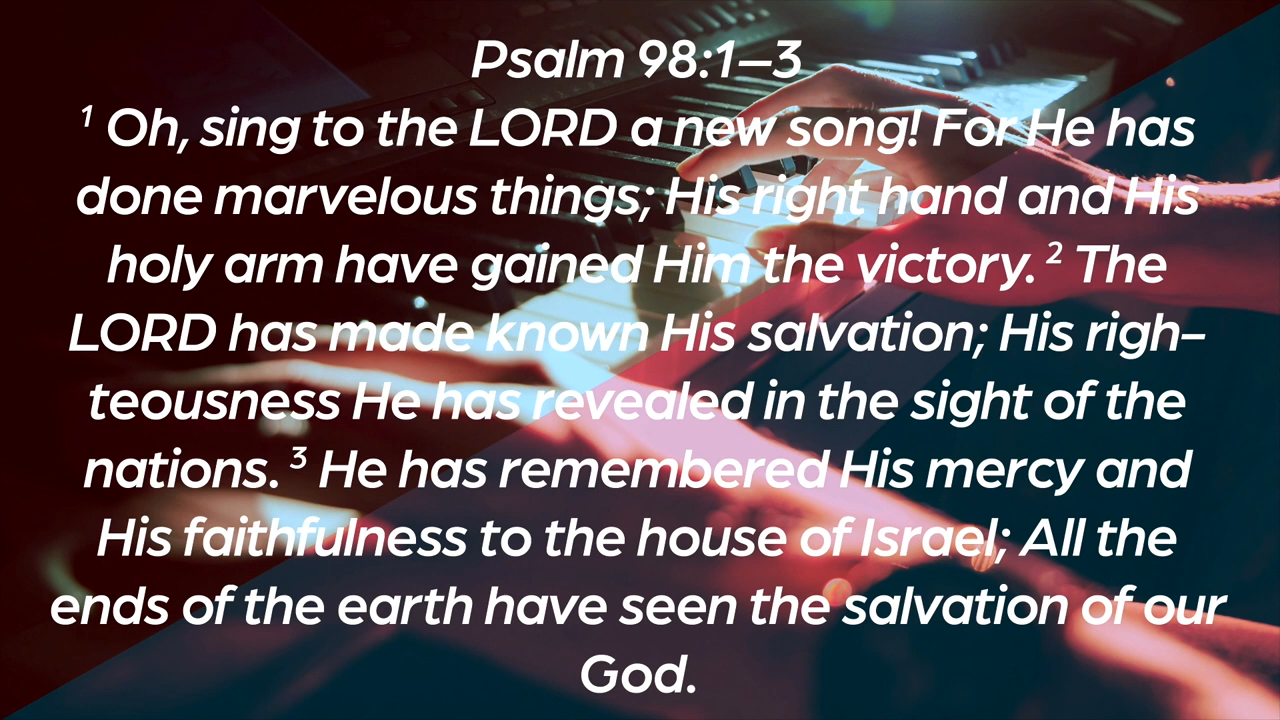 Psalm 98:1–3
1 Oh, sing to the LORD a new song! For He has
done marvelous things; His right hand and His
holy arm have gained Him the victory. 2 The
LORD has made known His salvation; His righ–
teousness He has revealed in the sight of the
nations. 3 He has remembered His mercy and
His faithfulness to the house of Israel; All the
ends of the earth have seen the salvation of our
God.